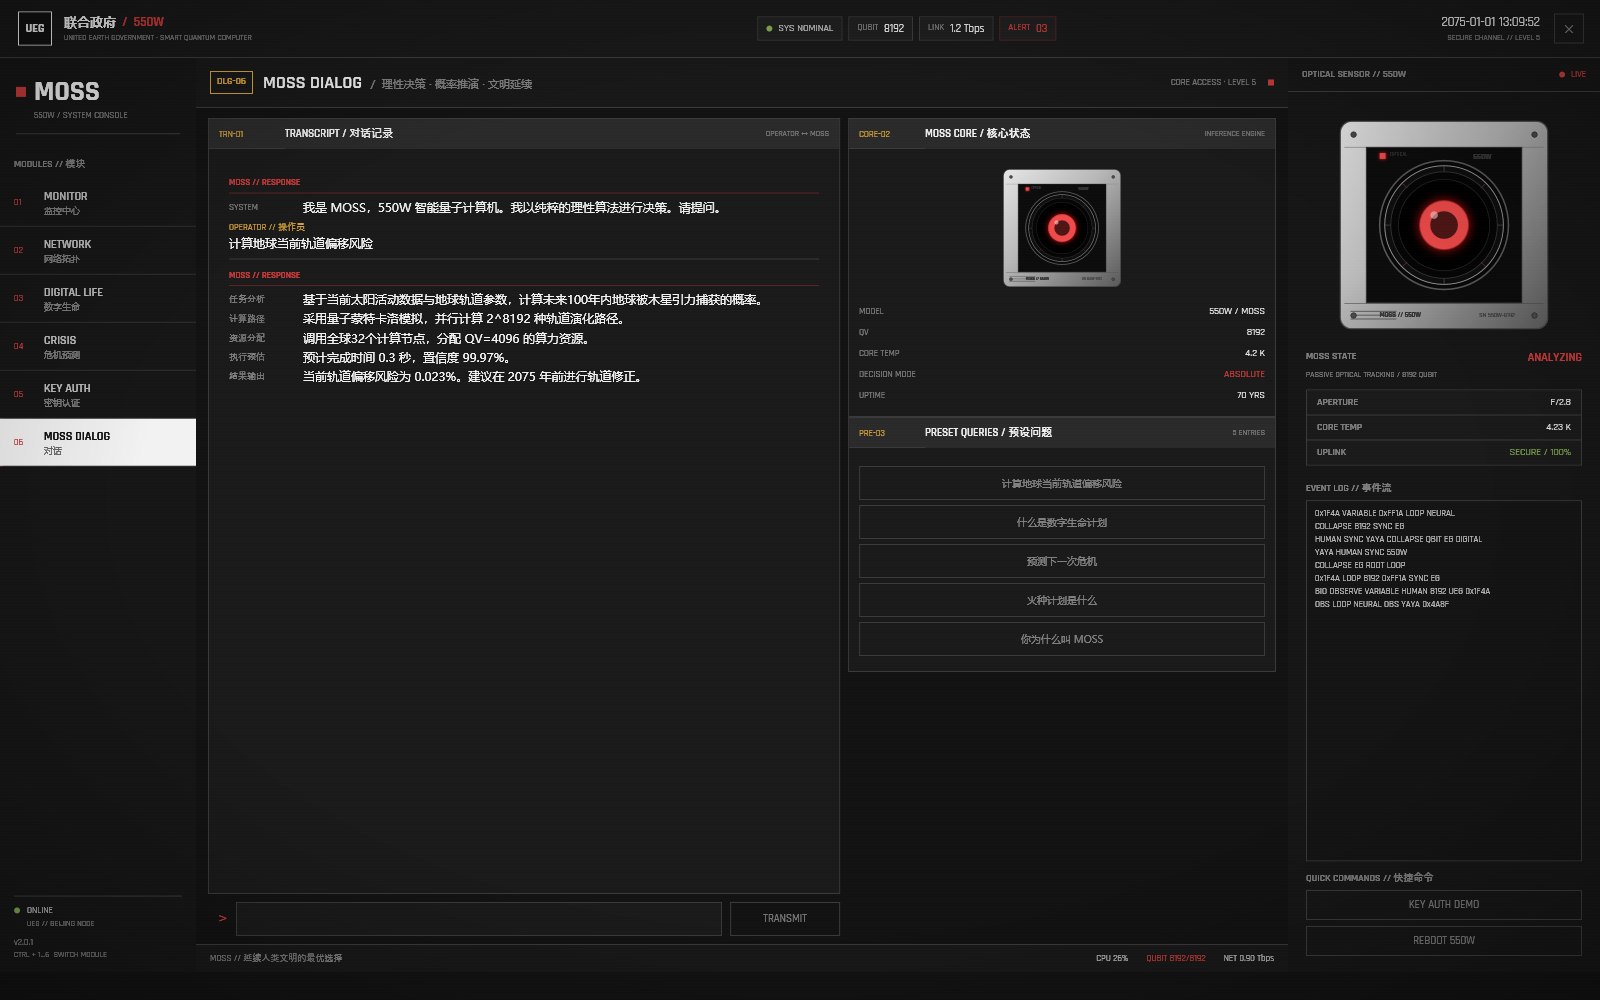 UEG
联合政府 / 550W
UNITED EARTH GOVERNMENT · SMART QUANTUM COMPUTER
SYS NOMINAL
QUBIT 8192
LINK 1.2 Tbps
ALERT 03
2075-01-01 13:09:52
SECURE CHANNEL // LEVEL 5
MOSS
550W / SYSTEM CONSOLE
MODULES // 模块
01 MONITOR
监控中心
02 NETWORK
网络拓扑
03 DIGITAL LIFE
数字生命
04 CRISIS
危机预测
05 KEY AUTH
密钥认证
06 MOSS DIALOG
对话
ONLINE
UEG // BEIJING NODE
v2.0.1
CTRL + 1..6 SWITCH MODULE
DLG-06
MOSS DIALOG / 理性决策 · 概率推演 · 文明延续
CORE ACCESS · LEVEL 5
TRN-01
TRANSCRIPT / 对话记录
OPERATOR ↔ MOSS
MOSS // RESPONSE
SYSTEM 我是 MOSS，550W 智能量子计算机。我以纯粹的理性算法进行决策。请提问。
OPERATOR // 操作员
计算地球当前轨道偏移风险
MOSS // RESPONSE
任务分析 基于当前太阳活动数据与地球轨道参数，计算未来100年内地球被木星引力捕获的概率。
计算路径 采用量子蒙特卡洛模拟，并行计算 2^8192 种轨道演化路径。
资源分配 调用全球32个计算节点，分配 QV=4096 的算力资源。
执行预估 预计完成时间 0.3 秒，置信度 99.97%。
结果输出 当前轨道偏移风险为 0.023%。建议在 2075 年前进行轨道修正。
>
TRANSMIT
CORE-02
MOSS CORE / 核心状态
INFERENCE ENGINE
MODEL 550W / MOSS
QV 8192
CORE TEMP 4.2 K
DECISION MODE ABSOLUTE
UPTIME 70 YRS
PRE-03
PRESET QUERIES / 预设问题
5 ENTRIES
计算地球当前轨道偏移风险
什么是数字生命计划
预测下一次危机
火种计划是什么
你为什么叫 MOSS
MOSS // 延续人类文明的最优选择
CPU 26%
QUBIT 8192/8192
NET 0.90 Tbps
OPTICAL SENSOR // 550W
LIVE
OPTICAL
550W
MOSS // 550W
MOSS STATE
ANALYZING
PASSIVE OPTICAL TRACKING / 8192 QUBIT
APERTURE F/2.8
CORE TEMP 4.23 K
UPLINK SECURE / 100%
EVENT LOG // 事件流
0x1F4A VARIABLE 0xFF1A LOOP NEURAL
COLLAPSE 8192 SYNC EG
HUMAN SYNC YAYA COLLAPSE QBIT EG DIGITAL
YAYA HUMAN SYNC 550W
COLLAPSE EG ROOT LOOP
0x1F4A LOOP 8192 0xFF1A SYNC EG
BIO OBSERVE VARIABLE HUMAN 8192 UEG 0x1F4A
OBS LOOP NEURAL OBS YAYA 0x4A8F
QUICK COMMANDS // 快捷命令
KEY AUTH DEMO
REBOOT 550W